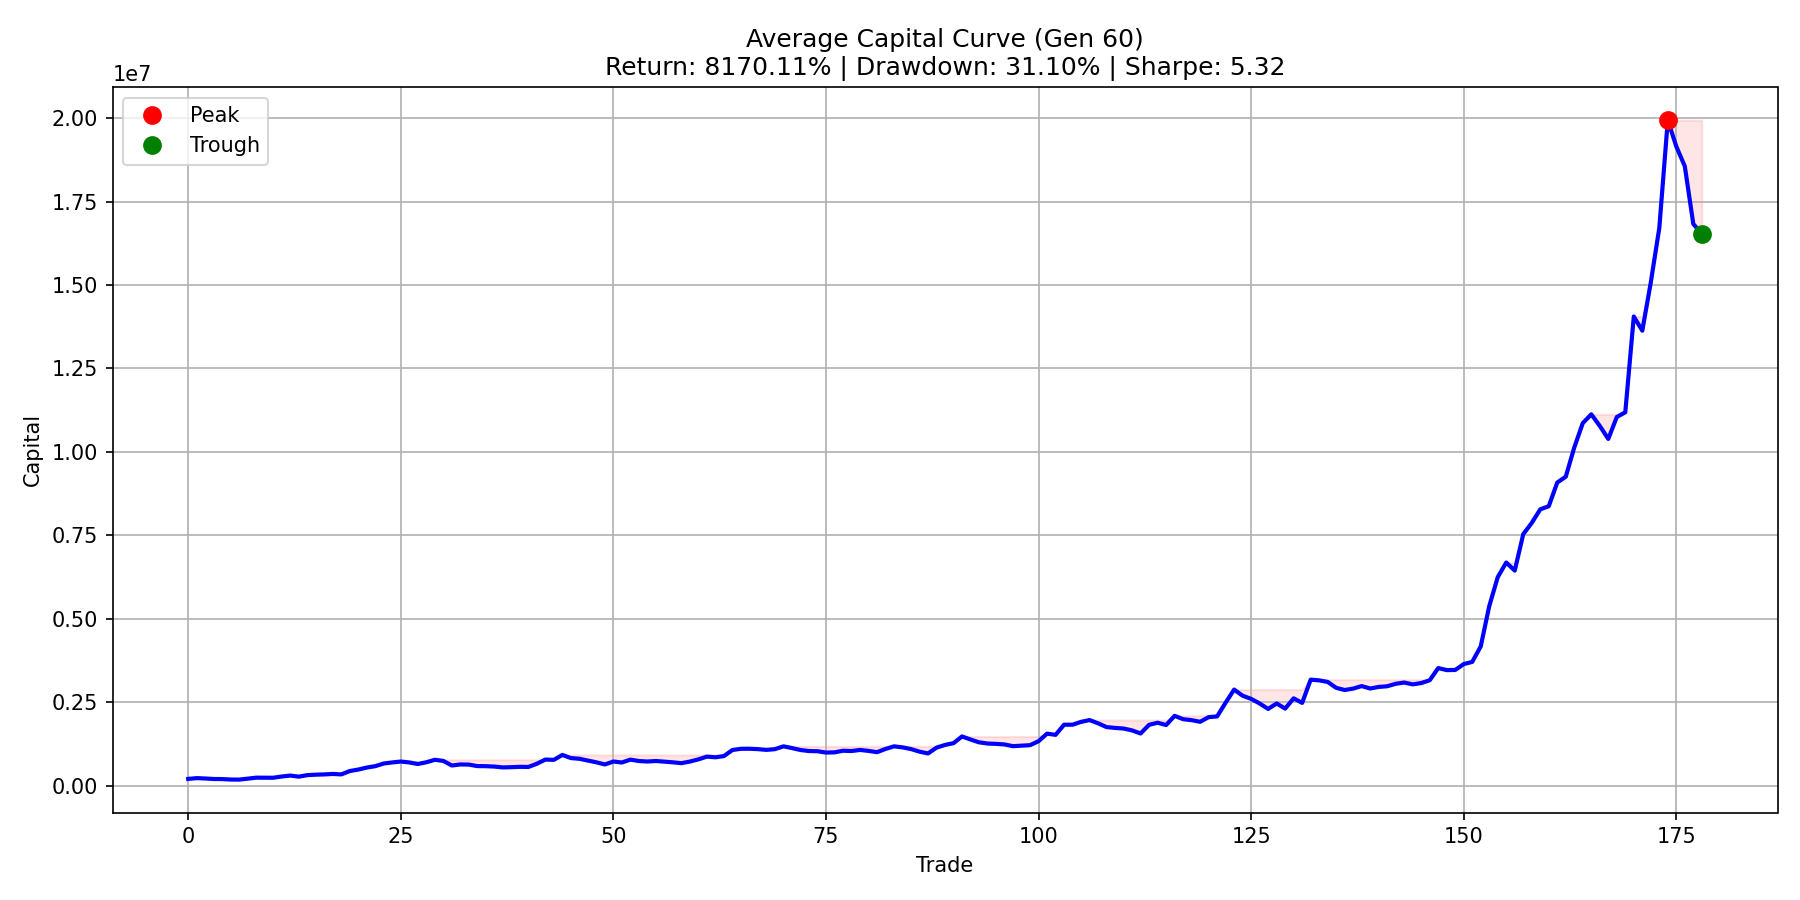 Average Capital Curve (Gen 60)
Return: 8170.11% | Drawdown: 31.10% | Sharpe: 5.32
1e7
Peak
Trough
2.00
1.75
1.50
1.25
1.00
0.75
0.50
0.25
0.00
Capital
0
25
50
75
100
125
150
175
Trade